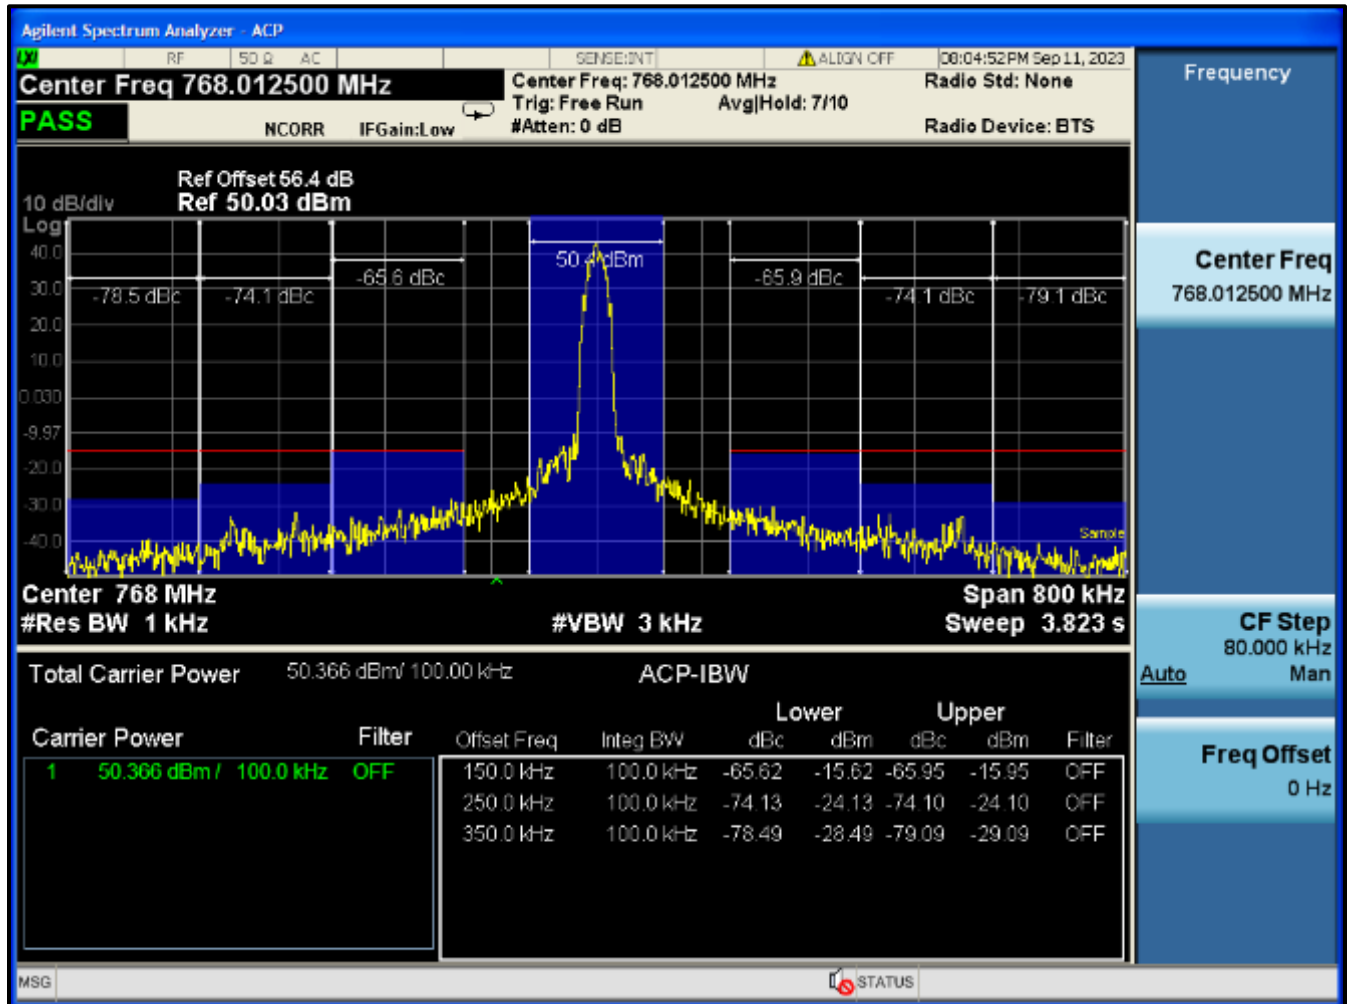 Agilent Spectrum Analyzer - ACP
LXI RF 50 Ω AC SENSE:INT ALIGN OFF 08:04:52PM Sep 11, 2023
Center Freq 768.012500 MHz
Center Freq: 768.012500 MHz Radio Std: None
Trig: Free Run Avg|Hold: 7/10
PASS
NCORR IFGain:Low #Atten: 0 dB Radio Device: BTS
Ref Offset 56.4 dB
10 dB/div Ref 50.03 dBm
Log
40.0
30.0
20.0
10.0
0.030
-9.97
-20.0
-30.0
-40.0
-78.5 dBc -74.1 dBc -65.6 dBc 50.4 dBm -65.9 dBc -74.1 dBc -79.1 dBc
Sample
Center 768 MHz Span 800 kHz
#Res BW 1 kHz #VBW 3 kHz Sweep 3.823 s
Total Carrier Power 50.366 dBm/ 100.00 kHz ACP-IBW
Lower Upper
Carrier Power Filter Offset Freq Integ BW dBc dBm dBc dBm Filter
1 50.366 dBm / 100.0 kHz OFF 150.0 kHz 100.0 kHz -65.62 -15.62 -65.95 -15.95 OFF
250.0 kHz 100.0 kHz -74.13 -24.13 -74.10 -24.10 OFF
350.0 kHz 100.0 kHz -78.49 -28.49 -79.09 -29.09 OFF
MSG STATUS
Frequency
Center Freq
768.012500 MHz
CF Step
80.000 kHz
Auto Man
Freq Offset
0 Hz